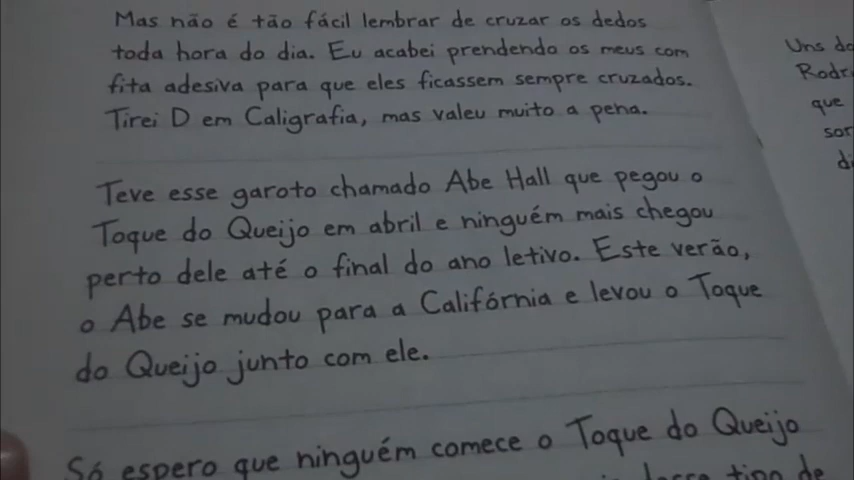 Mas não é tão fácil lembrar de cruzar os dedos
toda hora do dia. Eu acabei prendendo os meus com
fita adesiva para que eles ficassem sempre cruzados.
Tirei D em Caligrafia, mas valeu muito a pena.
Teve esse garoto chamado Abe Hall que pegou o
Toque do Queijo em abril e ninguém mais chegou
perto dele até o final do ano letivo. Este verão,
o Abe se mudou para a Califórnia e levou o Toque
do Queijo junto com ele.
Só espero que ninguém comece o Toque do Queijo
tipo de
Uns
que